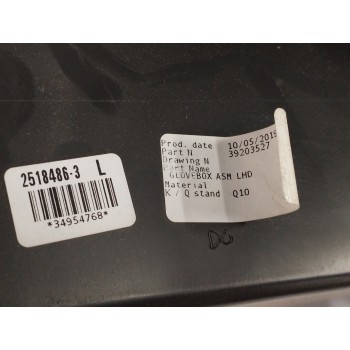 2518486-3 L
*34954768*
Prod. date 10/05/2015
Part N 39203527
Drawing N
Part Name
GLOVEBOX ASM LHD
Material
K / Q stand Q10